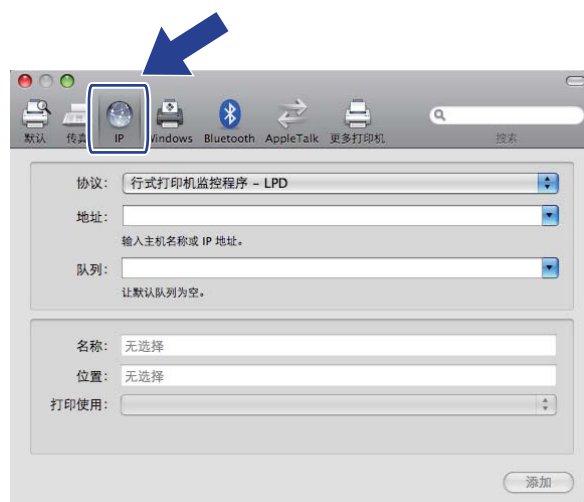 默认 传真 IP Windows Bluetooth AppleTalk 更多打印机 搜索
协议： 行式打印机监控程序 – LPD
地址：
输入主机名称或 IP 地址。
队列：
让默认队列为空。
名称： 无选择
位置： 无选择
打印使用：
添加